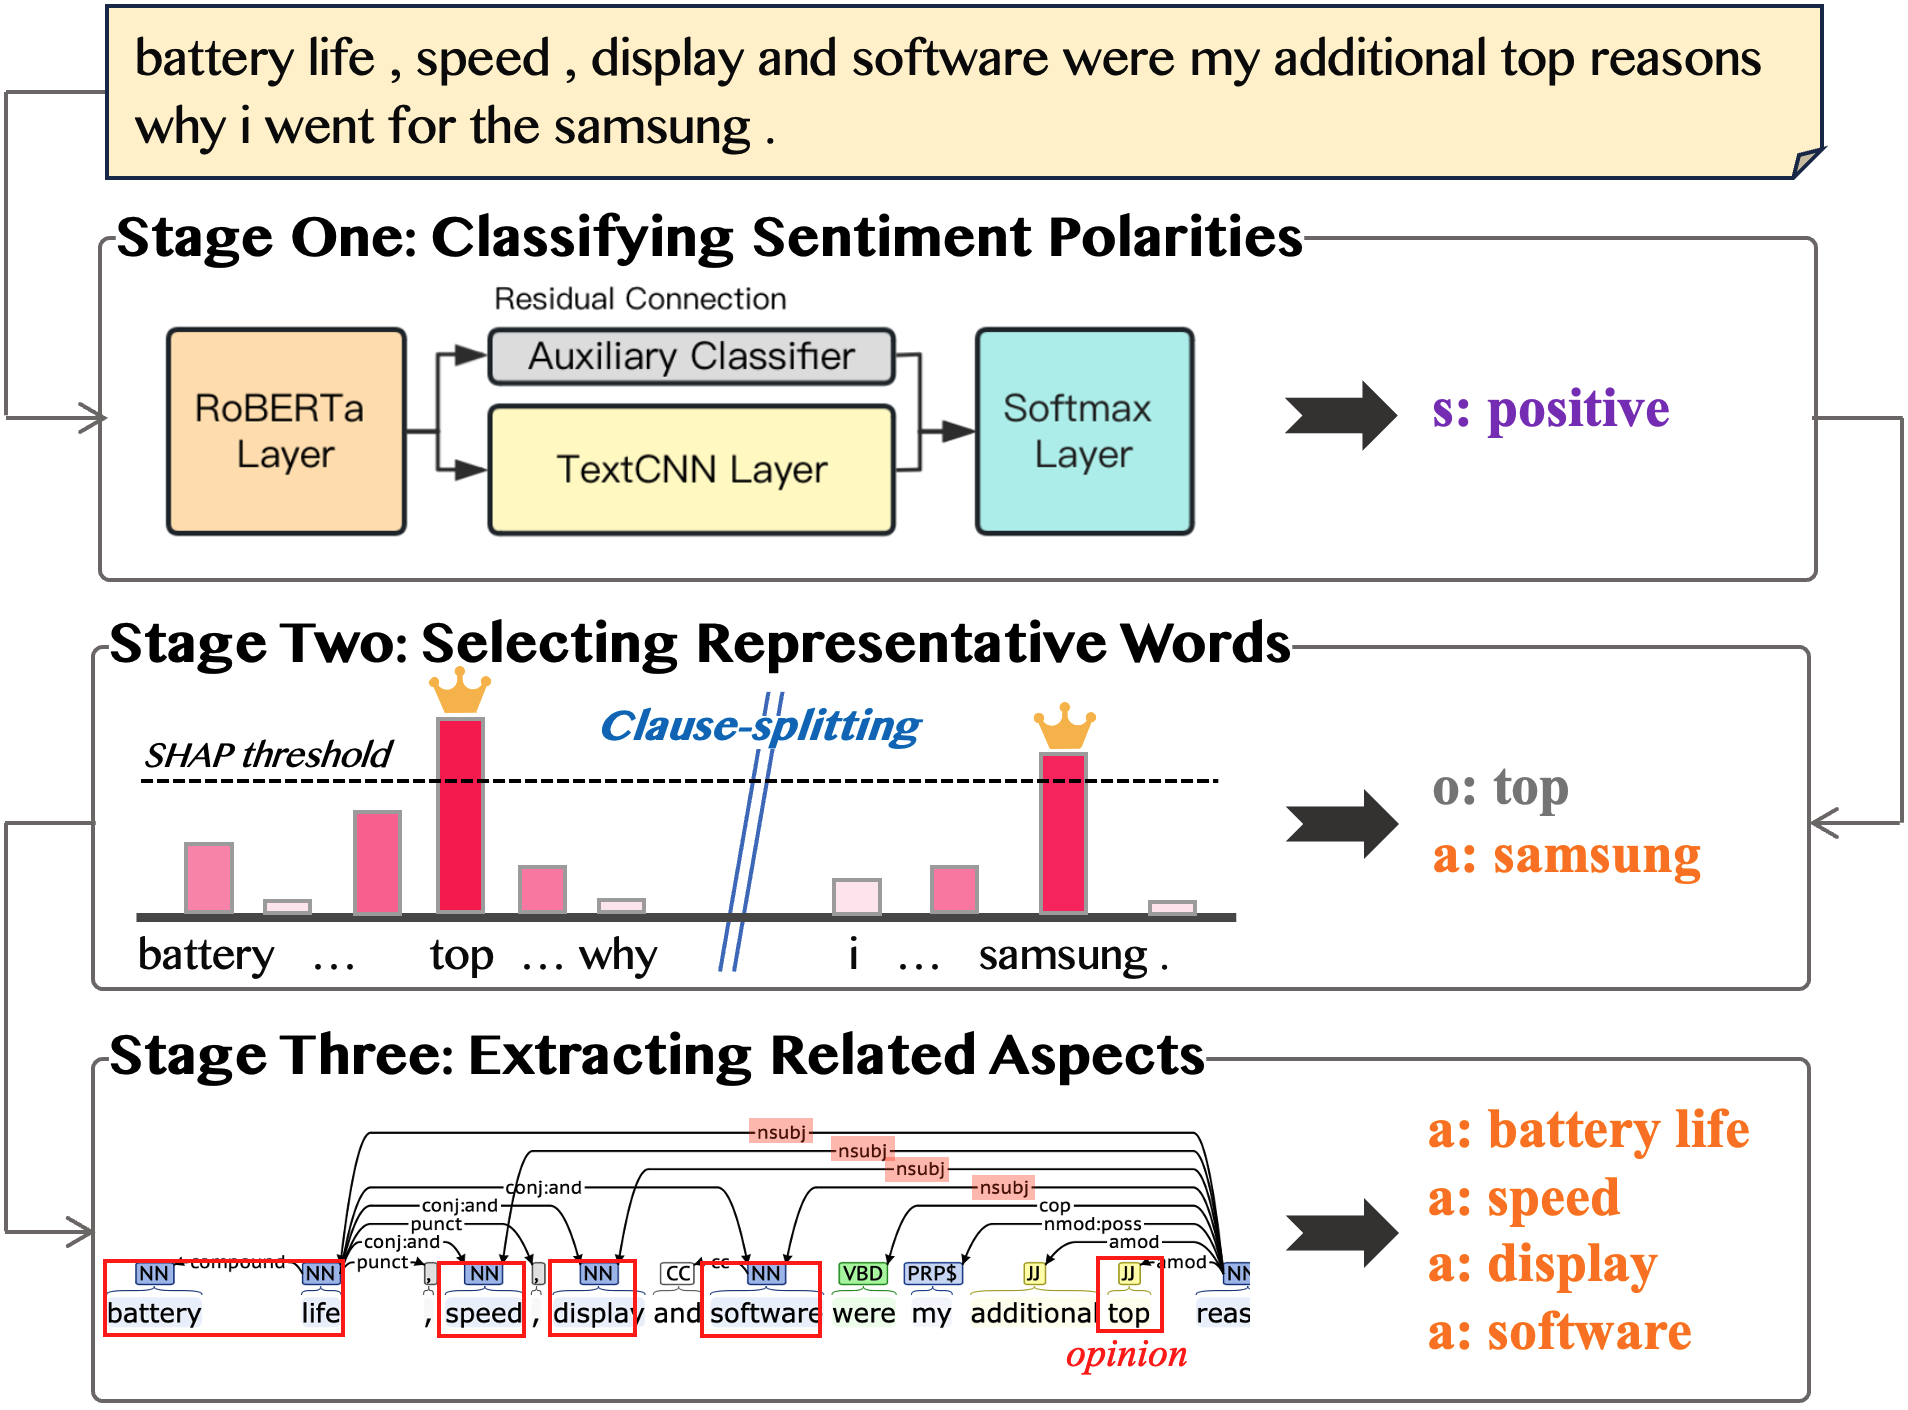 battery life , speed , display and software were my additional top reasons
why i went for the samsung .
Stage One: Classifying Sentiment Polarities
Residual Connection
RoBERTa
Layer
Auxiliary Classifier
TextCNN Layer
Softmax
Layer
s: positive
Stage Two: Selecting Representative Words
Clause-splitting
SHAP threshold
battery ... top ... why i ... samsung .
o: top
a: samsung
Stage Three: Extracting Related Aspects
nsubj
nsubj
nsubj
conj:and nsubj
conj:and cop
punct nmod:poss
conj:and amod
compound punct cc amod
NN NN , NN , NN CC NN VBD PRP$ JJ JJ NN
battery life , speed , display and software were my additional top reas
opinion
a: battery life
a: speed
a: display
a: software